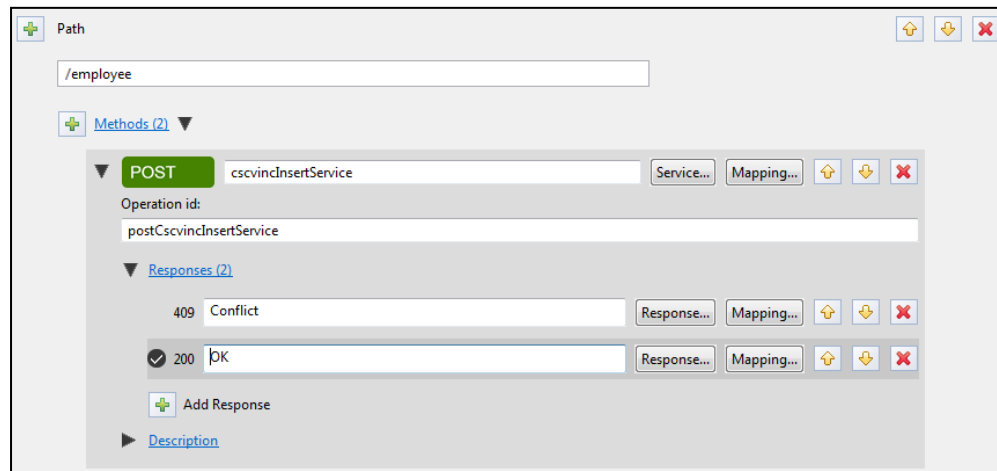 Path
/employee
Methods (2)
POST cscvincInsertService Service... Mapping...
Operation id:
postCscvincInsertService
Responses (2)
409 Conflict Response... Mapping...
200 OK Response... Mapping...
Add Response
Description